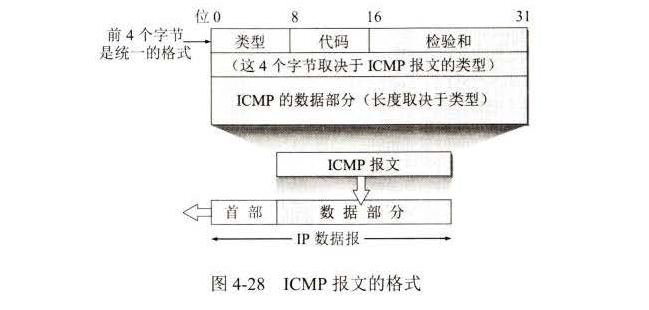 位 0 8 16 31
前 4 个字节
是统一的格式
类型 代码 检验和
(这 4 个字节取决于 ICMP 报文的类型)
ICMP 的数据部分(长度取决于类型)
ICMP 报文
首 部 数 据 部 分
IP 数据报
图 4-28 ICMP 报文的格式